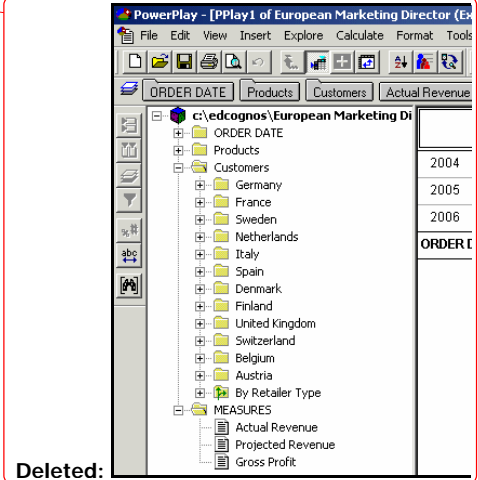 PowerPlay - [PPlay1 of European Marketing Director (Ex
File Edit View Insert Explore Calculate Format Tools
ORDER DATE Products Customers Actual Revenue
c:\edcognos\European Marketing Di
ORDER DATE
Products
Customers
Germany
France
Sweden
Netherlands
Italy
Spain
Denmark
Finland
United Kingdom
Switzerland
Belgium
Austria
By Retailer Type
MEASURES
Actual Revenue
Projected Revenue
Gross Profit
2004
2005
2006
ORDER D
%#
abc
Deleted: